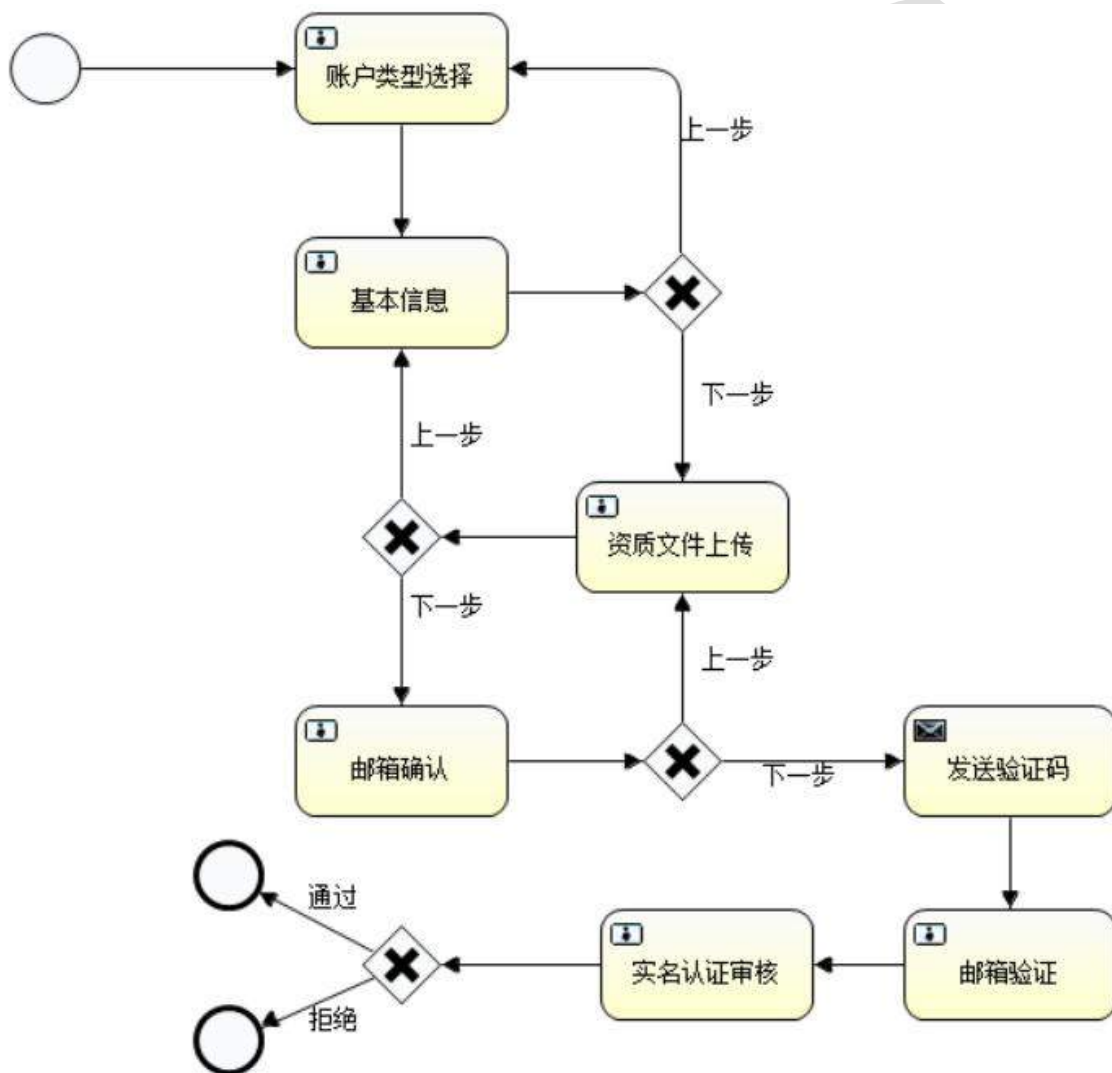 账户类型选择
上一步
基本信息
下一步
上一步
资质文件上传
下一步
上一步
邮箱确认
下一步
发送验证码
通过
实名认证审核
邮箱验证
拒绝